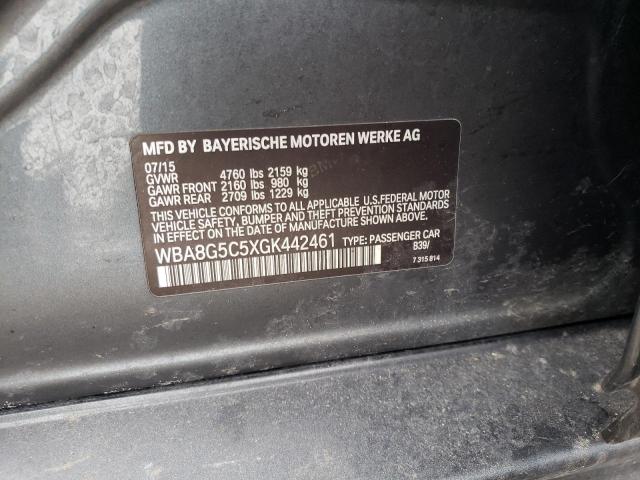 MFD BY BAYERISCHE MOTOREN WERKE AG
07/15
GVWR 4760 lbs 2159 kg
GAWR FRONT 2160 lbs 980 kg
GAWR REAR 2709 lbs 1229 kg
THIS VEHICLE CONFORMS TO ALL APPLICABLE U.S.FEDERAL MOTOR
VEHICLE SAFETY, BUMPER AND THEFT PREVENTION STANDARDS
IN EFFECT ON THE DATE OF MANUFACTURE SHOWN ABOVE.
WBA8G5C5XGK442461 TYPE: PASSENGER CAR
B39/
7 315 814